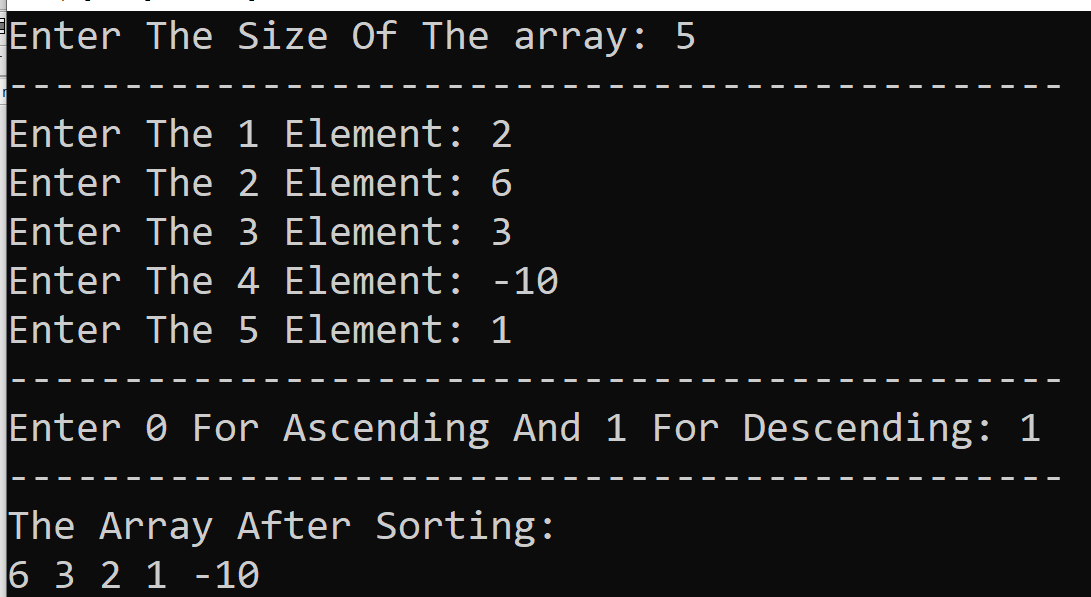 Enter The Size Of The array: 5
----------------------------------------------
Enter The 1 Element: 2
Enter The 2 Element: 6
Enter The 3 Element: 3
Enter The 4 Element: -10
Enter The 5 Element: 1
----------------------------------------------
Enter 0 For Ascending And 1 For Descending: 1
----------------------------------------------
The Array After Sorting:
6 3 2 1 -10